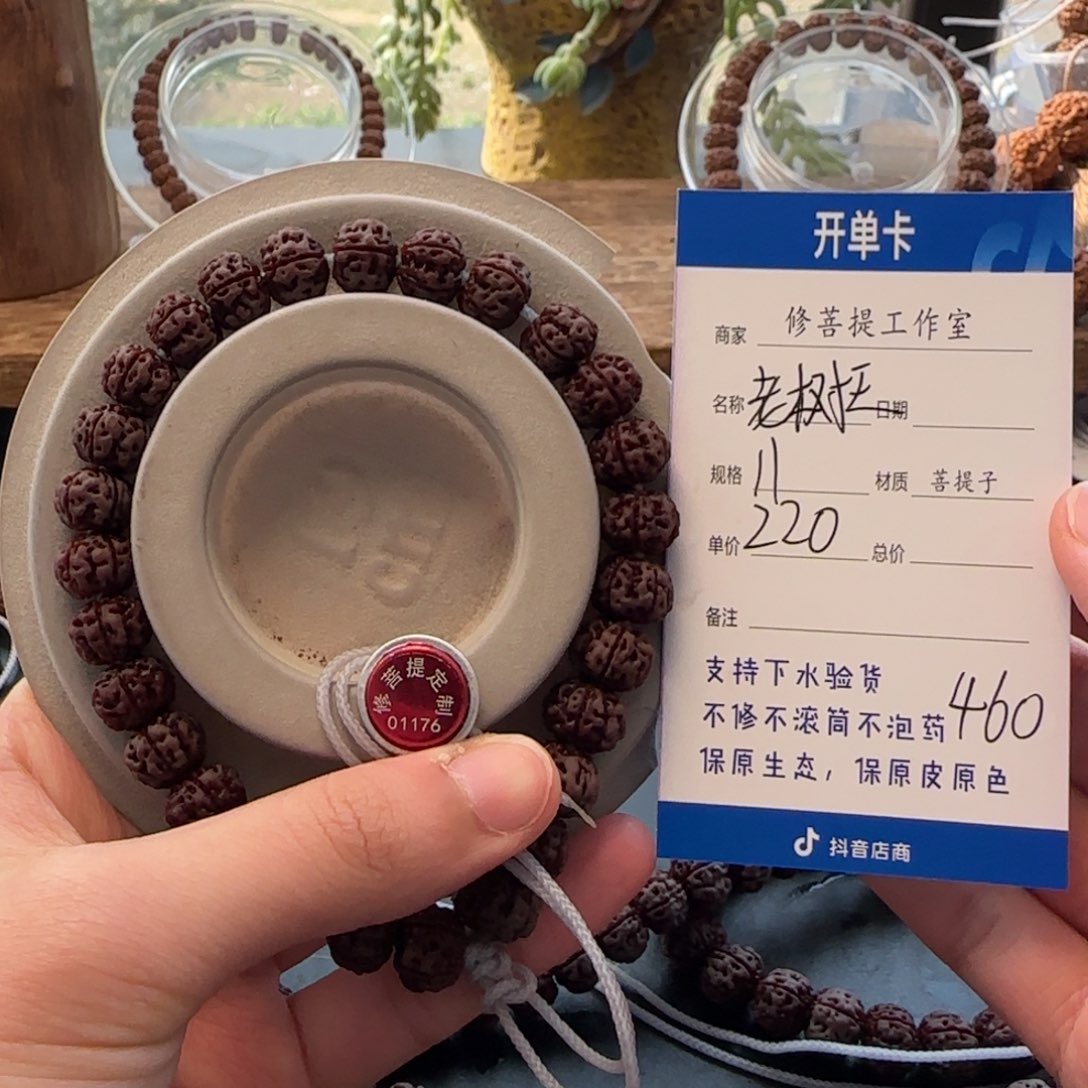 开单卡
商家 修菩提工作室
名称 老树桩 日期
规格 11 材质 菩提子
单价 220 总价
备注
支持下水验货
不修不滚筒不泡药 460
保原生态，保原皮原色
抖音店商
修菩提定制
01176